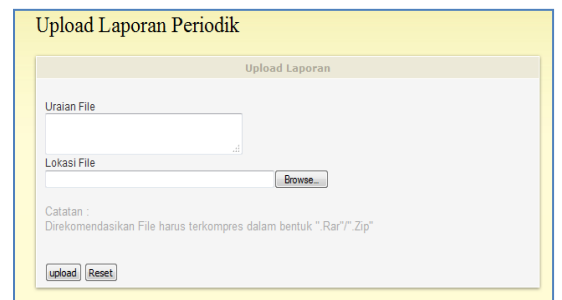 Upload Laporan Periodik
Upload Laporan
Uraian File
Lokasi File
Browse...
Catatan :
Direkomendasikan File harus terkompres dalam bentuk ".Rar"/".Zip"
upload Reset